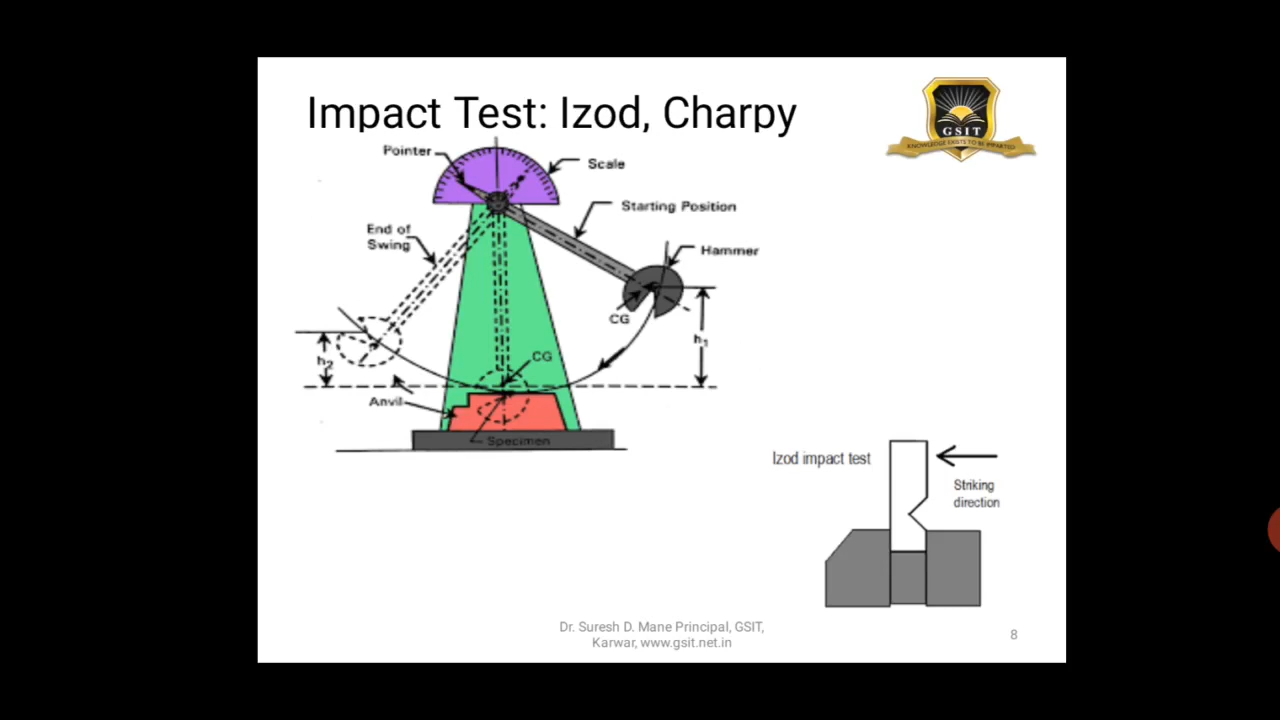 Impact Test: Izod, Charpy
GSIT
KNOWLEDGE EXISTS TO BE IMPARTED
Pointer
Scale
Starting Position
End of
Swing
Hammer
CG
h1
h2
CG
Anvil
Specimen
Izod impact test
Striking
direction
Dr. Suresh D. Mane Principal, GSIT,
Karwar, www.gsit.net.in
8